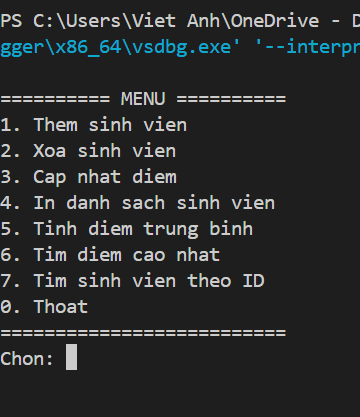 PS C:\Users\Viet Anh\OneDrive - D
gger\x86_64\vsdbg.exe' '--interpr
========== MENU ==========
1. Them sinh vien
2. Xoa sinh vien
3. Cap nhat diem
4. In danh sach sinh vien
5. Tinh diem trung binh
6. Tim diem cao nhat
7. Tim sinh vien theo ID
0. Thoat
==========================
Chon: